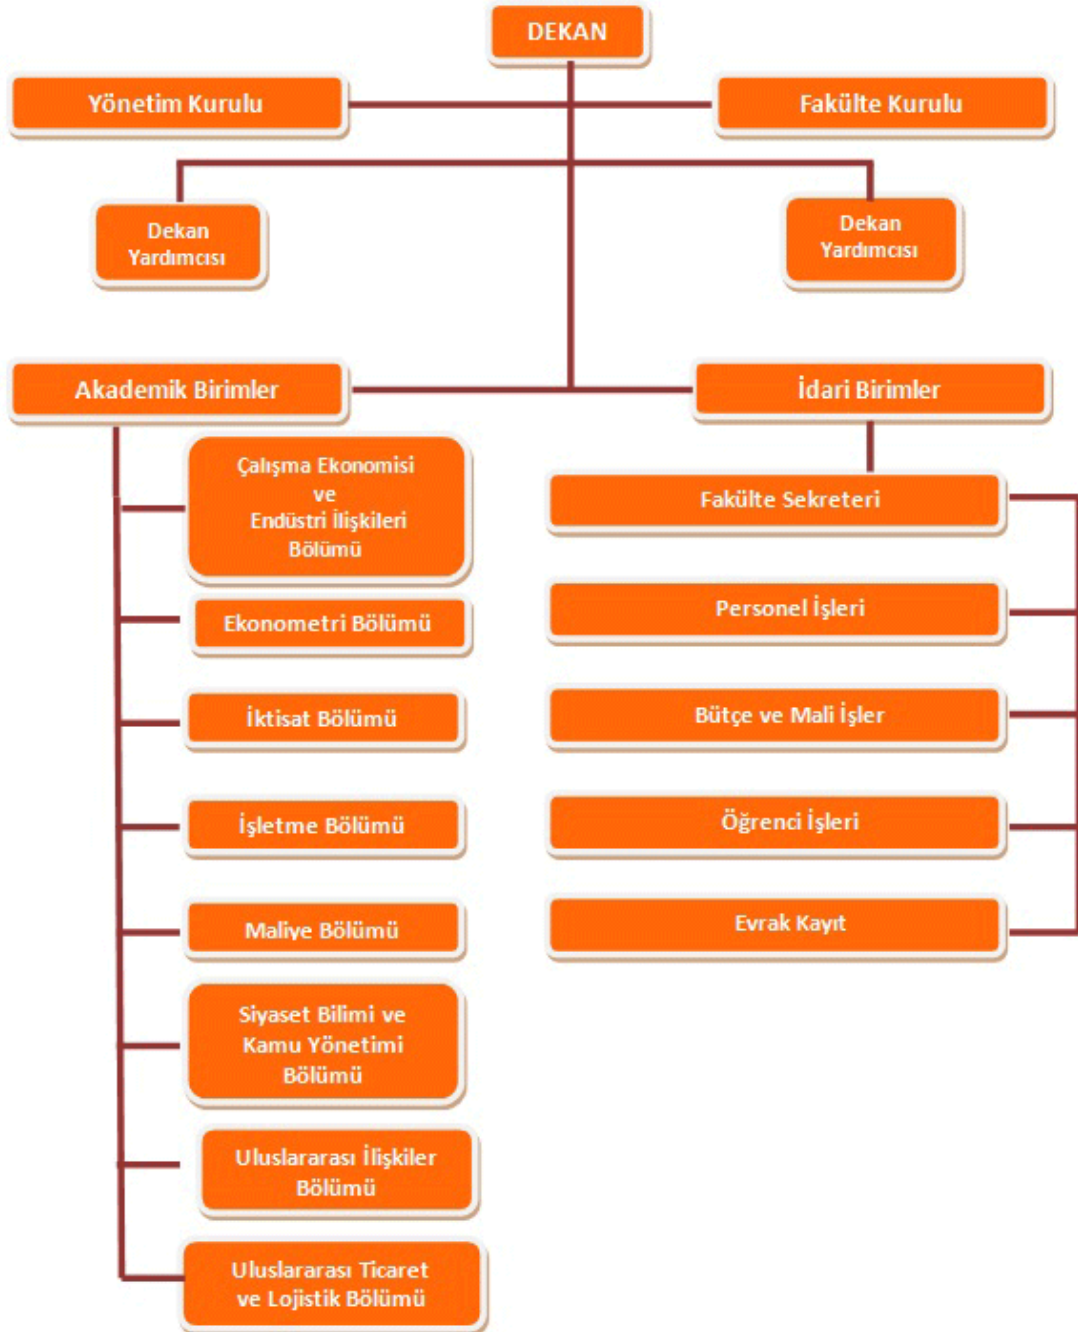 DEKAN
Yönetim Kurulu
Fakülte Kurulu
Dekan
Yardımcısı
Dekan
Yardımcısı
Akademik Birimler
İdari Birimler
Çalışma Ekonomisi
ve
Endüstri İlişkileri
Bölümü
Ekonometri Bölümü
İktisat Bölümü
İşletme Bölümü
Maliye Bölümü
Siyaset Bilimi ve
Kamu Yönetimi
Bölümü
Uluslararası İlişkiler
Bölümü
Uluslararası Ticaret
ve Lojistik Bölümü
Fakülte Sekreteri
Personel İşleri
Bütçe ve Mali İşler
Öğrenci İşleri
Evrak Kayıt